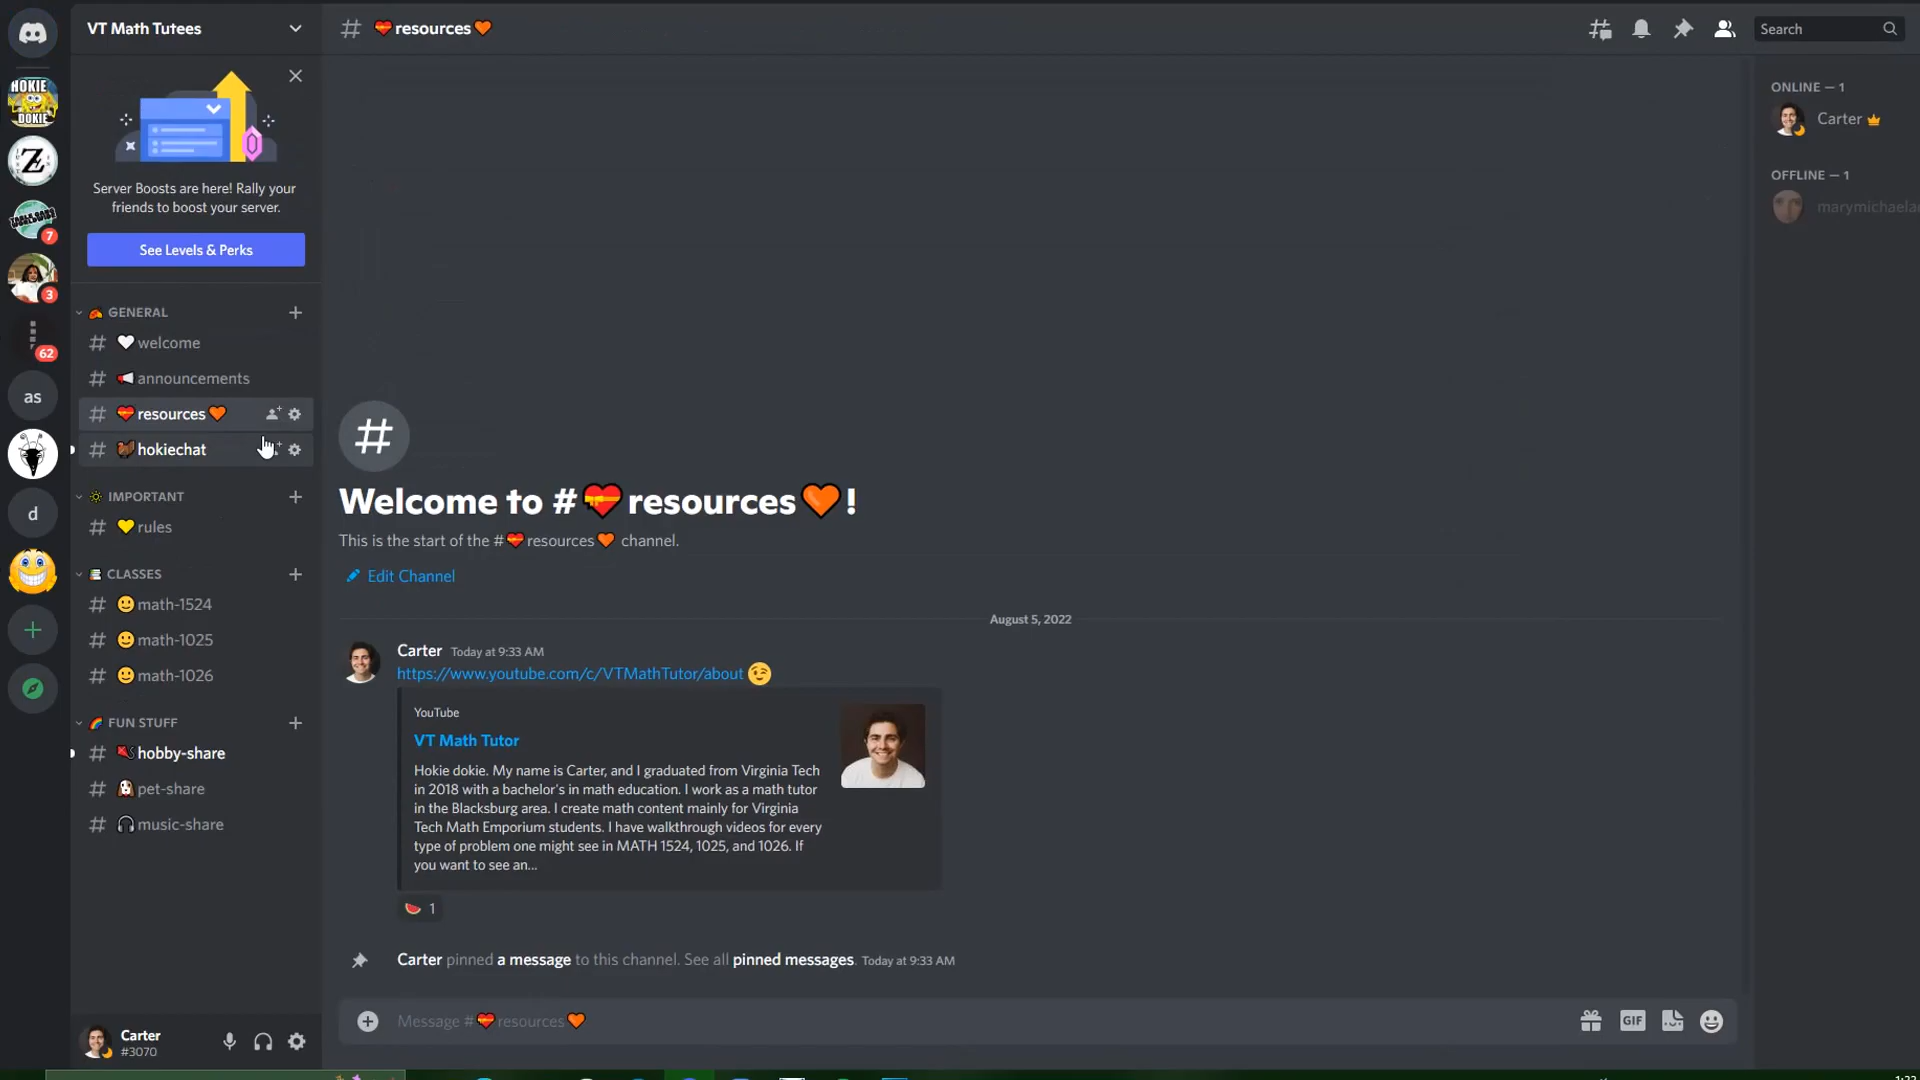 VT Math Tutees
# resources
Search
HOKIE
DOKIE
Server Boosts are here! Rally your
friends to boost your server.
See Levels & Perks
ONLINE — 1
Carter
OFFLINE — 1
marymichaela
7
3
62
as
d
GENERAL
# welcome
# announcements
# resources
# hokiechat
IMPORTANT
# rules
CLASSES
# math-1524
# math-1025
# math-1026
FUN STUFF
# hobby-share
# pet-share
# music-share
#
Welcome to # resources !
This is the start of the # resources channel.
Edit Channel
August 5, 2022
Carter Today at 9:33 AM
https://www.youtube.com/c/VTMathTutor/about
YouTube
VT Math Tutor
Hokie dokie. My name is Carter, and I graduated from Virginia Tech
in 2018 with a bachelor's in math education. I work as a math tutor
in the Blacksburg area. I create math content mainly for Virginia
Tech Math Emporium students. I have walkthrough videos for every
type of problem one might see in MATH 1524, 1025, and 1026. If
you want to see an...
1
Carter pinned a message to this channel. See all pinned messages. Today at 9:33 AM
Message # resources
GIF
Carter
#3070